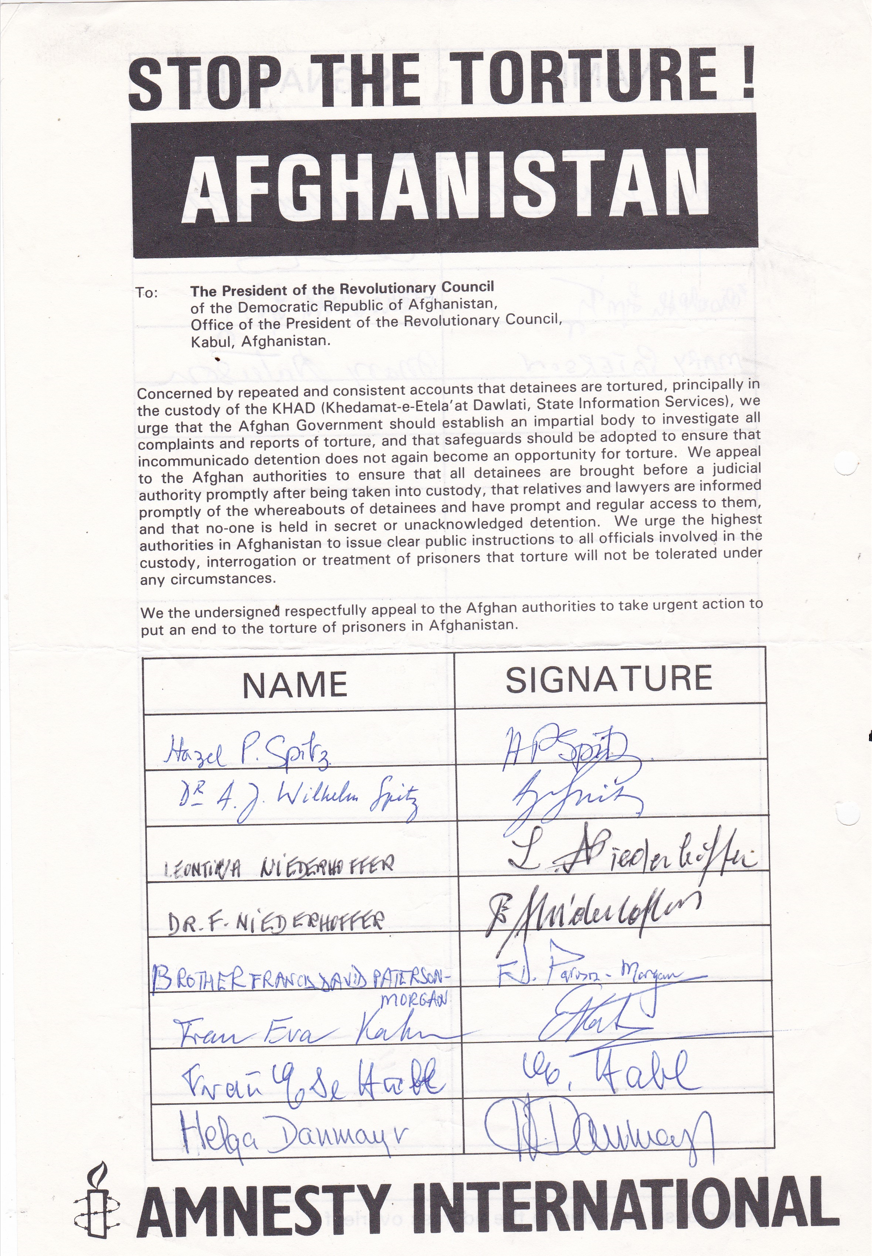 STOP THE TORTURE !
AFGHANISTAN
To: The President of the Revolutionary Council
of the Democratic Republic of Afghanistan,
Office of the President of the Revolutionary Council,
Kabul, Afghanistan.
Concerned by repeated and consistent accounts that detainees are tortured, principally in
the custody of the KHAD (Khedamat-e-Etela'at Dawlati, State Information Services), we
urge that the Afghan Government should establish an impartial body to investigate all
complaints and reports of torture, and that safeguards should be adopted to ensure that
incommunicado detention does not again become an opportunity for torture. We appeal
to the Afghan authorities to ensure that all detainees are brought before a judicial
authority promptly after being taken into custody, that relatives and lawyers are informed
promptly of the whereabouts of detainees and have prompt and regular access to them,
and that no-one is held in secret or unacknowledged detention. We urge the highest
authorities in Afghanistan to issue clear public instructions to all officials involved in the
custody, interrogation or treatment of prisoners that torture will not be tolerated under
any circumstances.
We the undersigned respectfully appeal to the Afghan authorities to take urgent action to
put an end to the torture of prisoners in Afghanistan.
NAME SIGNATURE
Hazel P. Spitz HPSpitz
Dr A. J. Wilhelm Spitz
NIEDERHOFFER L Niederhöffer
DR. F. NIEDERHOFFER
BROTHER FRANCIS DAVID PATERSON- F.D. Paterson-Morgan
MORGAN
Frau Eva Kahn
Frau
Helga Danmayr H. Danmayr
AMNESTY INTERNATIONAL